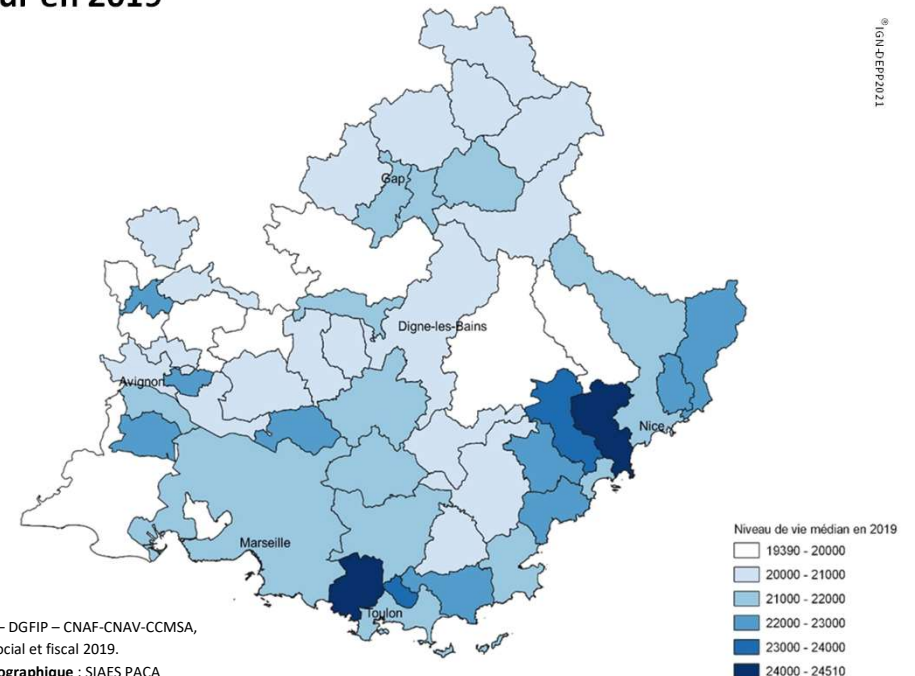 ur en 2019
® IGN-DEPP2021
Gap
Digne-les-Bains
Avignon
Nice
Marseille
Toulon
Niveau de vie médian en 2019
19390 - 20000
20000 - 21000
21000 - 22000
22000 - 23000
23000 - 24000
24000 - 24510
– DGFIP – CNAF-CNAV-CCMSA,
ocial et fiscal 2019.
ographique : SIAES PACA